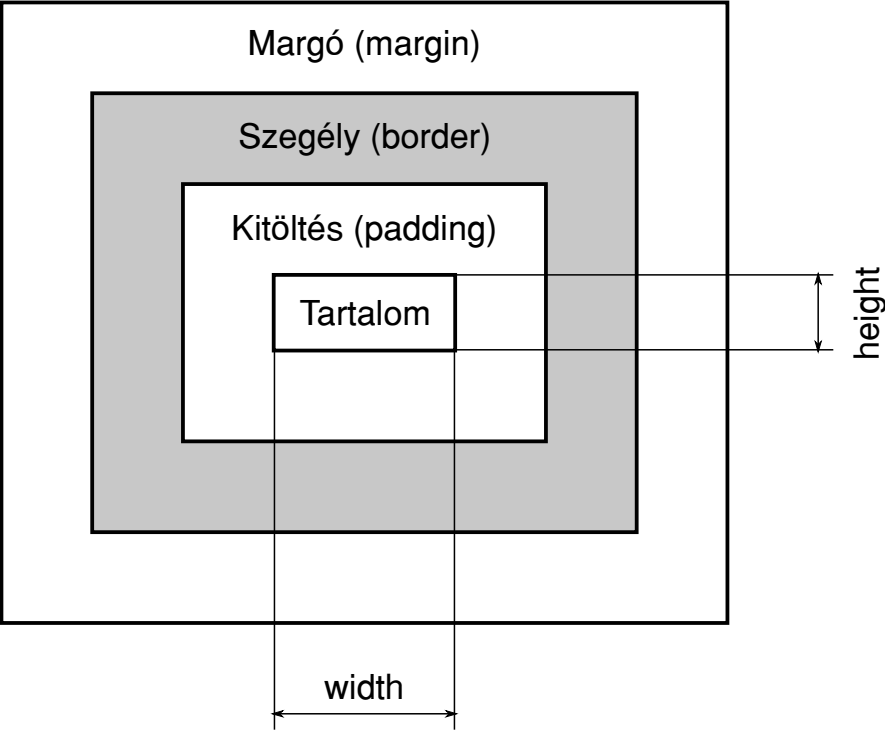 Margó (margin)
Szegély (border)
Kitöltés (padding)
Tartalom
height
width